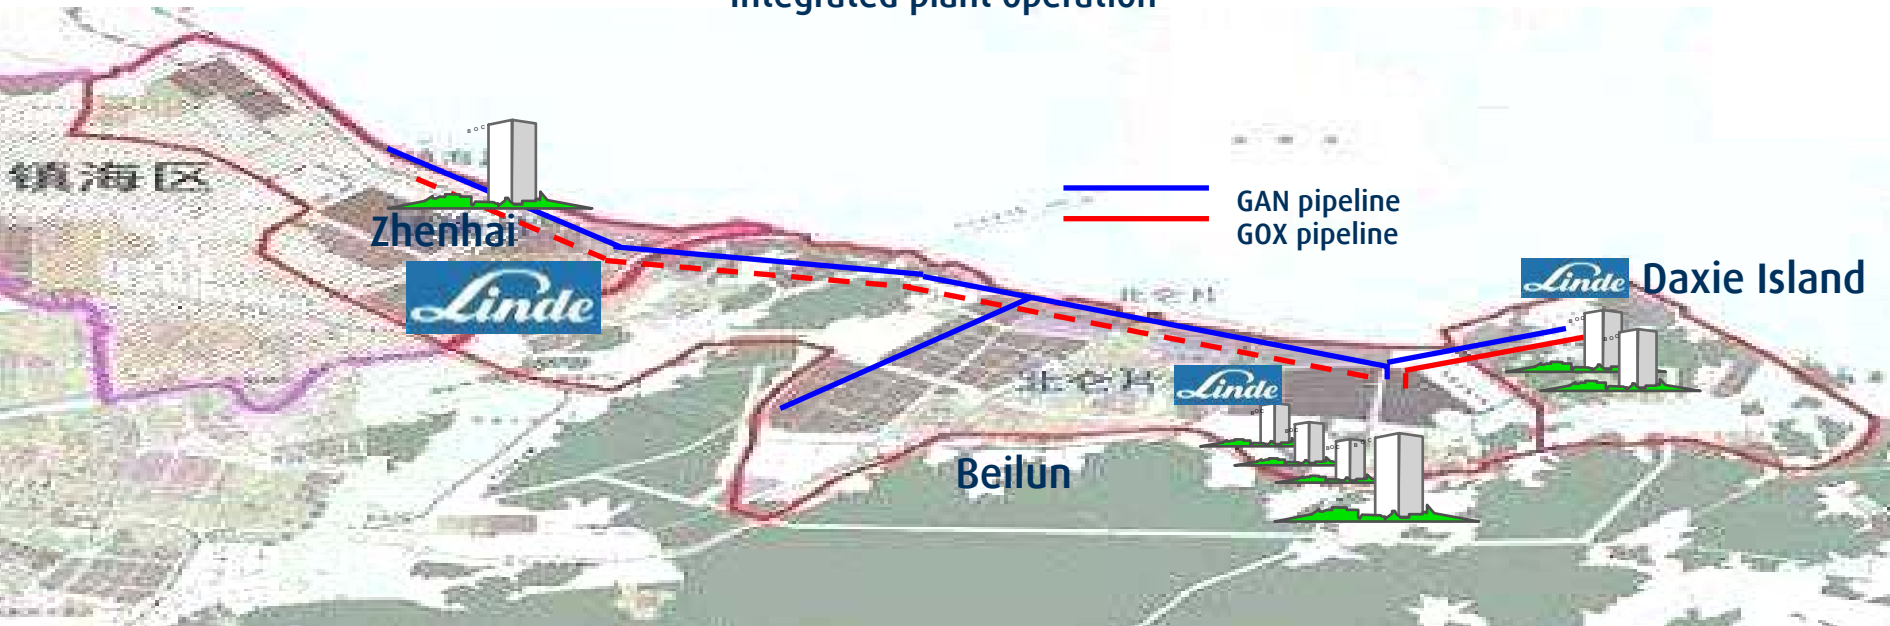 Integrated plant operation
镇海区
GAN pipeline
GOX pipeline
Zhenhai
Linde
Linde
Daxie Island
Linde
Beilun